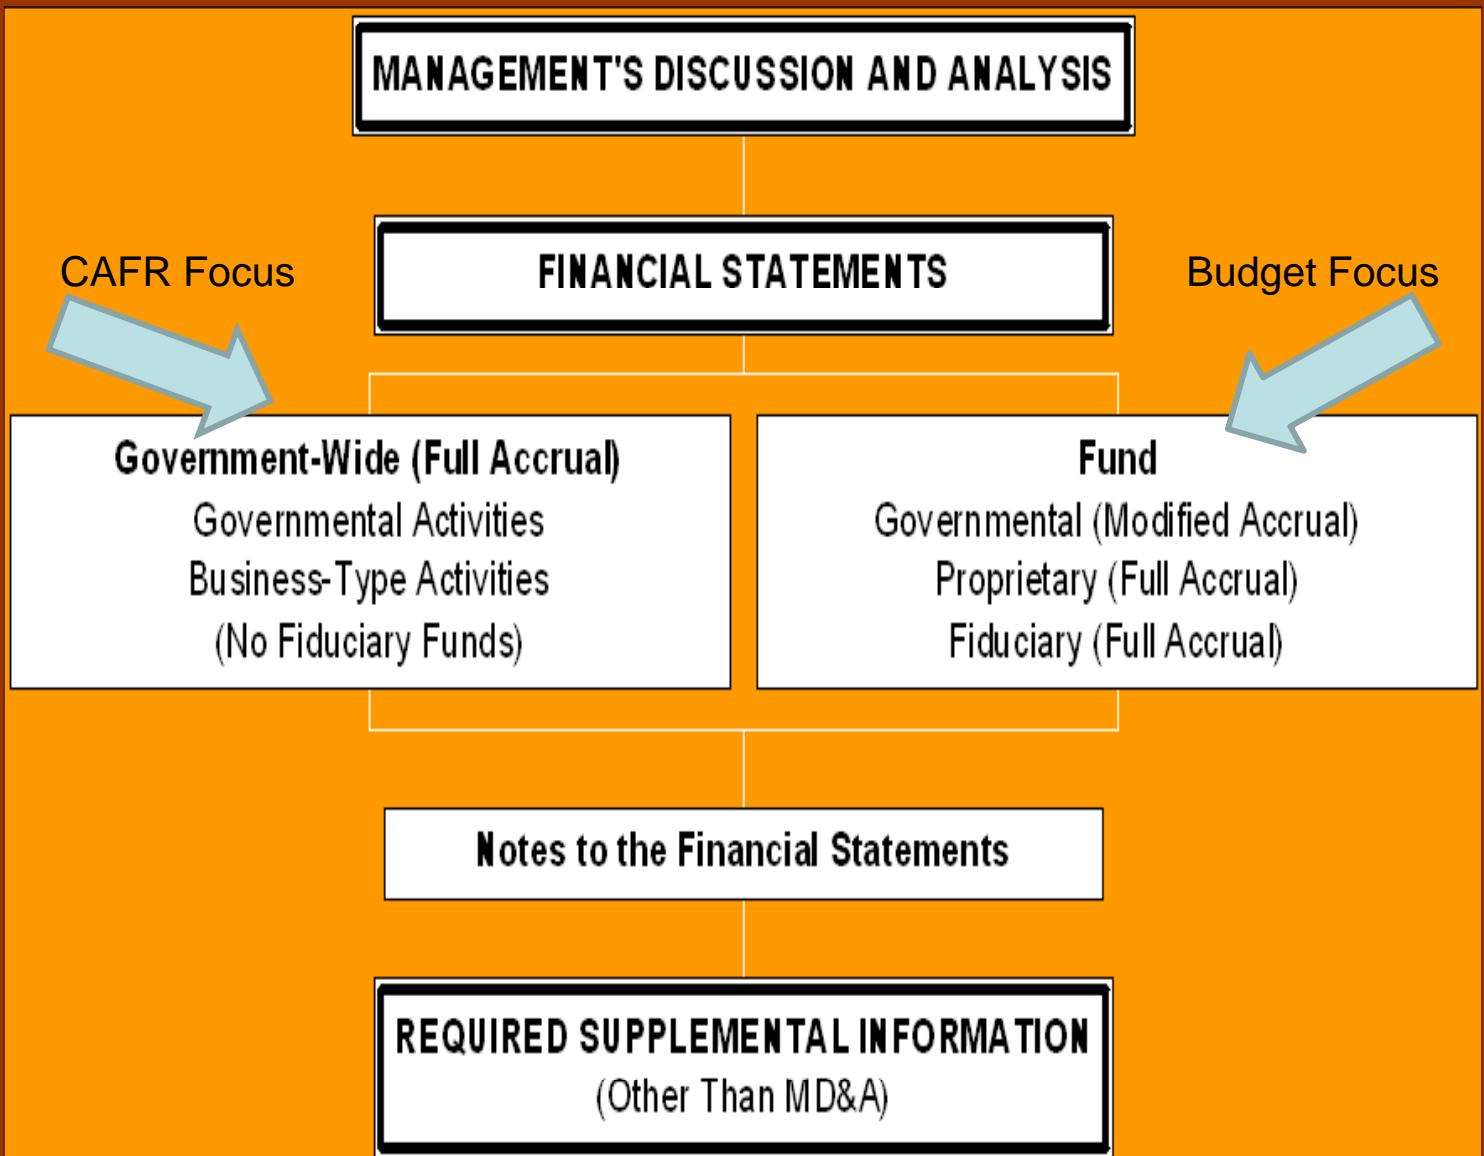 MANAGEMENT'S DISCUSSION AND ANALYSIS
FINANCIAL STATEMENTS
CAFR Focus
Budget Focus
Government-Wide (Full Accrual)
Governmental Activities
Business-Type Activities
(No Fiduciary Funds)
Fund
Governmental (Modified Accrual)
Proprietary (Full Accrual)
Fiduciary (Full Accrual)
Notes to the Financial Statements
REQUIRED SUPPLEMENTAL INFORMATION
(Other Than MD&A)